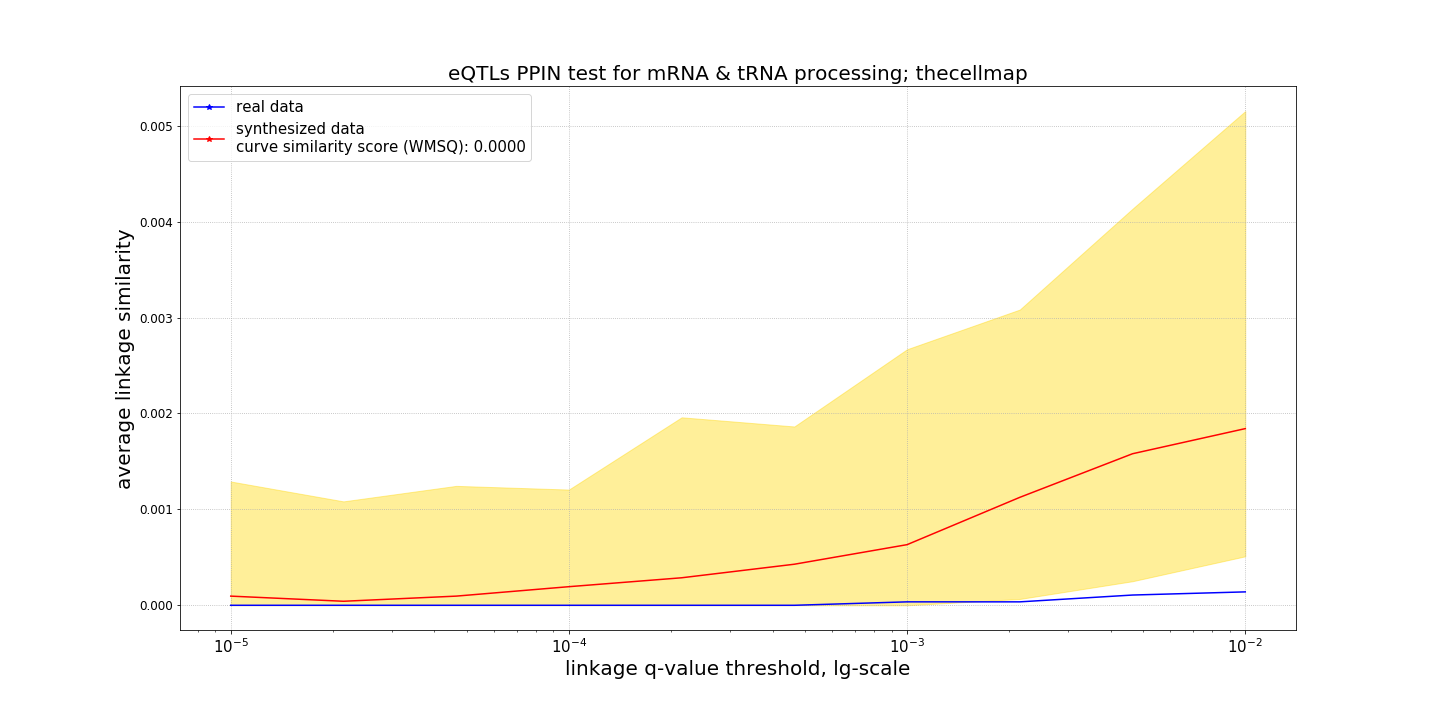 eQTLs PPIN test for mRNA & tRNA processing; thecellmap
real data
synthesized data
curve similarity score (WMSQ): 0.0000
average linkage similarity
0.005
0.004
0.003
0.002
0.001
0.000
10⁻⁵ 10⁻⁴ 10⁻³ 10⁻²
linkage q-value threshold, lg-scale